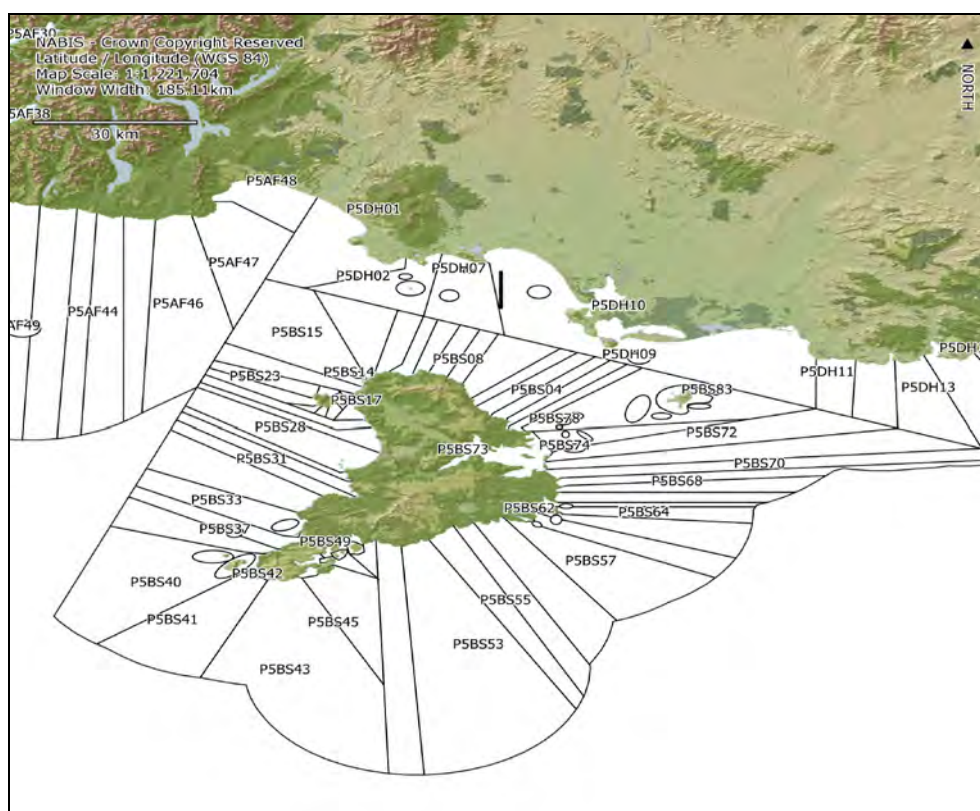 P5AF30
NABIS - Crown Copyright Reserved
Latitude / Longitude (WGS 84)
Map Scale: 1:1,221,704
Window Width: 185.11km
NORTH
P5AF38
30 km
P5AF48
P5DH01
P5AF47
P5DH02
P5DH07
P5AF46
P5AF44
P5DH10
AF49
P5BS15
P5DH09
P5BS14
P5BS08
P5DH11
P5DH13
P5BS23
P5BS04
P5BS83
P5BS17
P5BS78
P5BS28
P5BS72
P5BS74
P5BS73
P5BS31
P5BS70
P5BS68
P5BS33
P5BS62
P5BS64
P5BS37
P5BS49
P5BS57
P5BS42
P5BS40
P5BS55
P5BS41
P5BS45
P5BS53
P5BS43